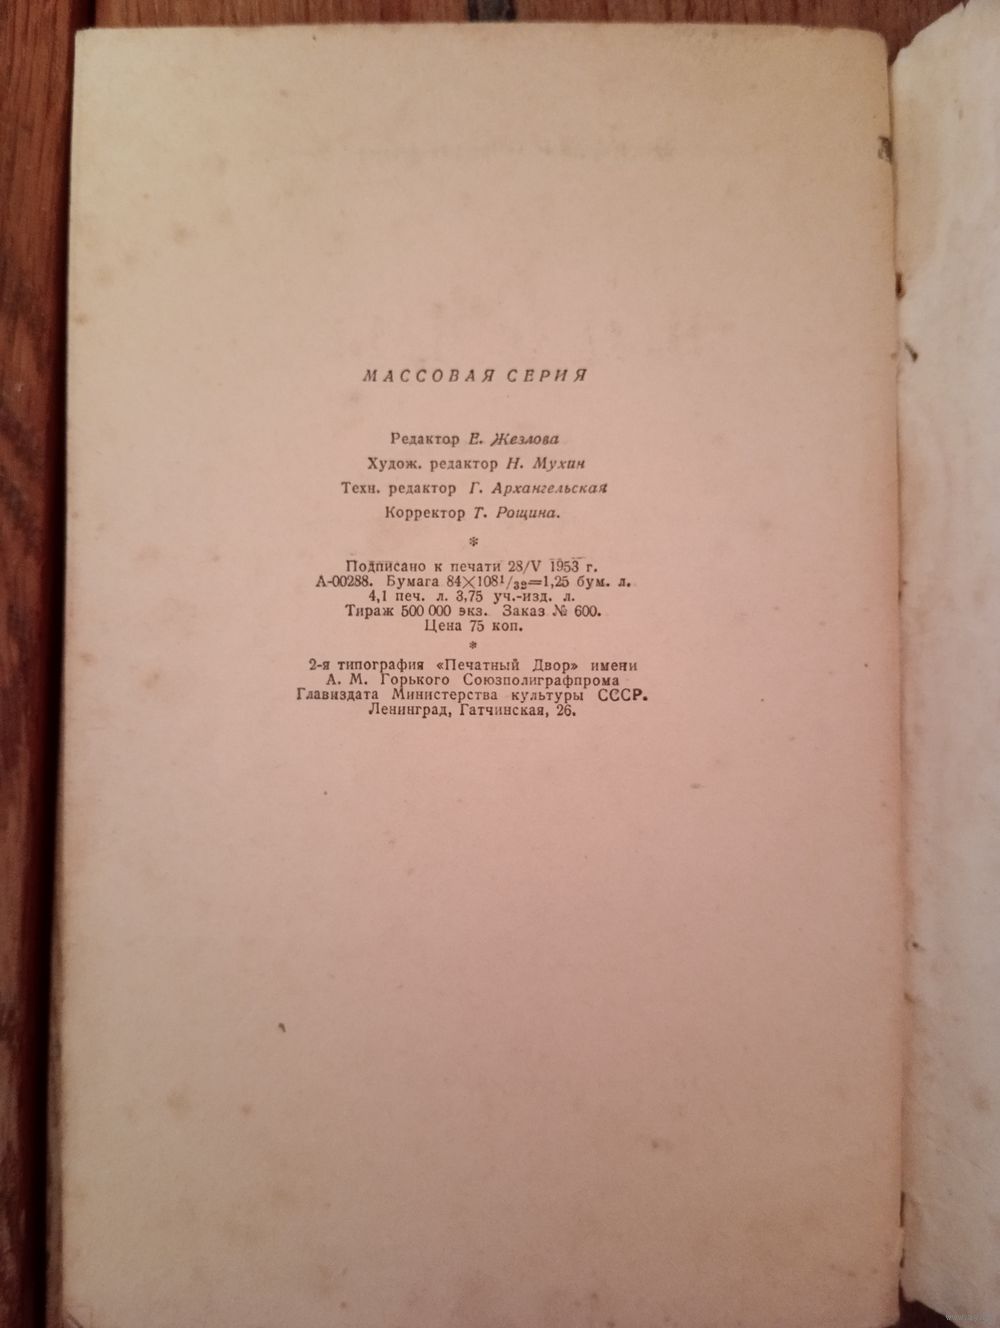 МАССОВАЯ СЕРИЯ
Редактор Е. Жезлова
Худож. редактор Н. Мухин
Техн. редактор Г. Архангельская
Корректор Т. Рощина.
*
Подписано к печати 28/V 1953 г.
А-00288. Бумага 84×108¹/₃₂=1,25 бум. л.
4,1 печ. л. 3,75 уч.-изд. л.
Тираж 500 000 экз. Заказ № 600.
Цена 75 коп.
*
2-я типография «Печатный Двор» имени
А. М. Горького Союзполиграфпрома
Главиздата Министерства культуры СССР.
Ленинград, Гатчинская, 26.